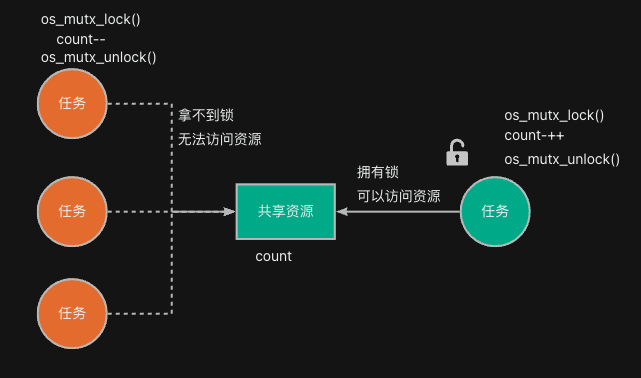 os_mutx_lock()
count--
os_mutx_unlock()
任务
拿不到锁
无法访问资源
任务
任务
共享资源
count
拥有锁
可以访问资源
os_mutx_lock()
count-++
os_mutx_unlock()
任务